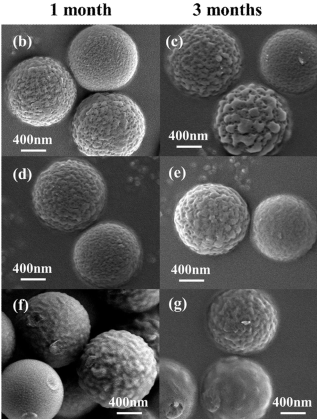 1 month 3 months
(b) (c)
400nm 400nm
(d) (e)
400nm 400nm
(f) (g)
400nm 400nm